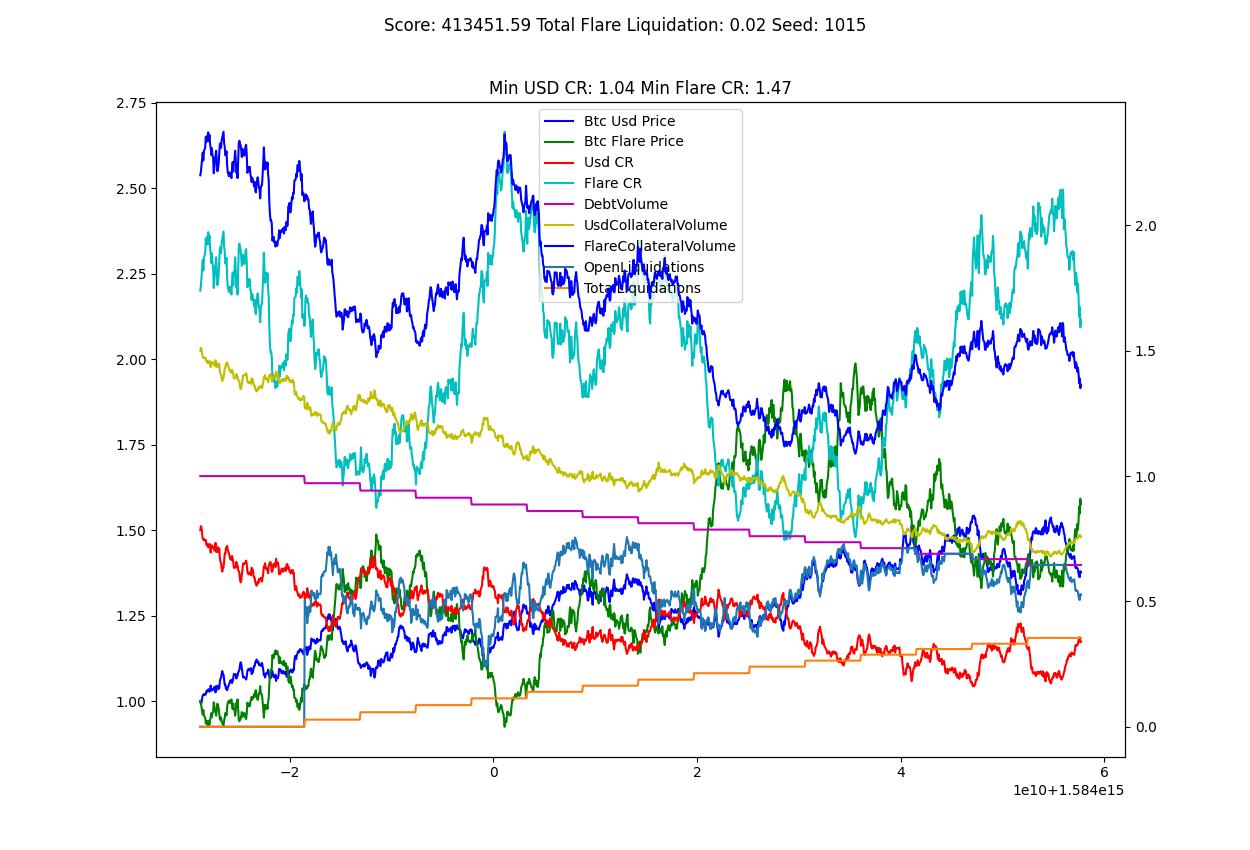 Score: 413451.59 Total Flare Liquidation: 0.02 Seed: 1015
Min USD CR: 1.04 Min Flare CR: 1.47
2.75
2.50
2.25
2.00
1.75
1.50
1.25
1.00
Btc Usd Price
Btc Flare Price
Usd CR
Flare CR
DebtVolume
UsdCollateralVolume
FlareCollateralVolume
OpenLiquidations
TotalLiquidations
2.0
1.5
1.0
0.5
0.0
−2 0 2 4 6
1e10+1.584e15